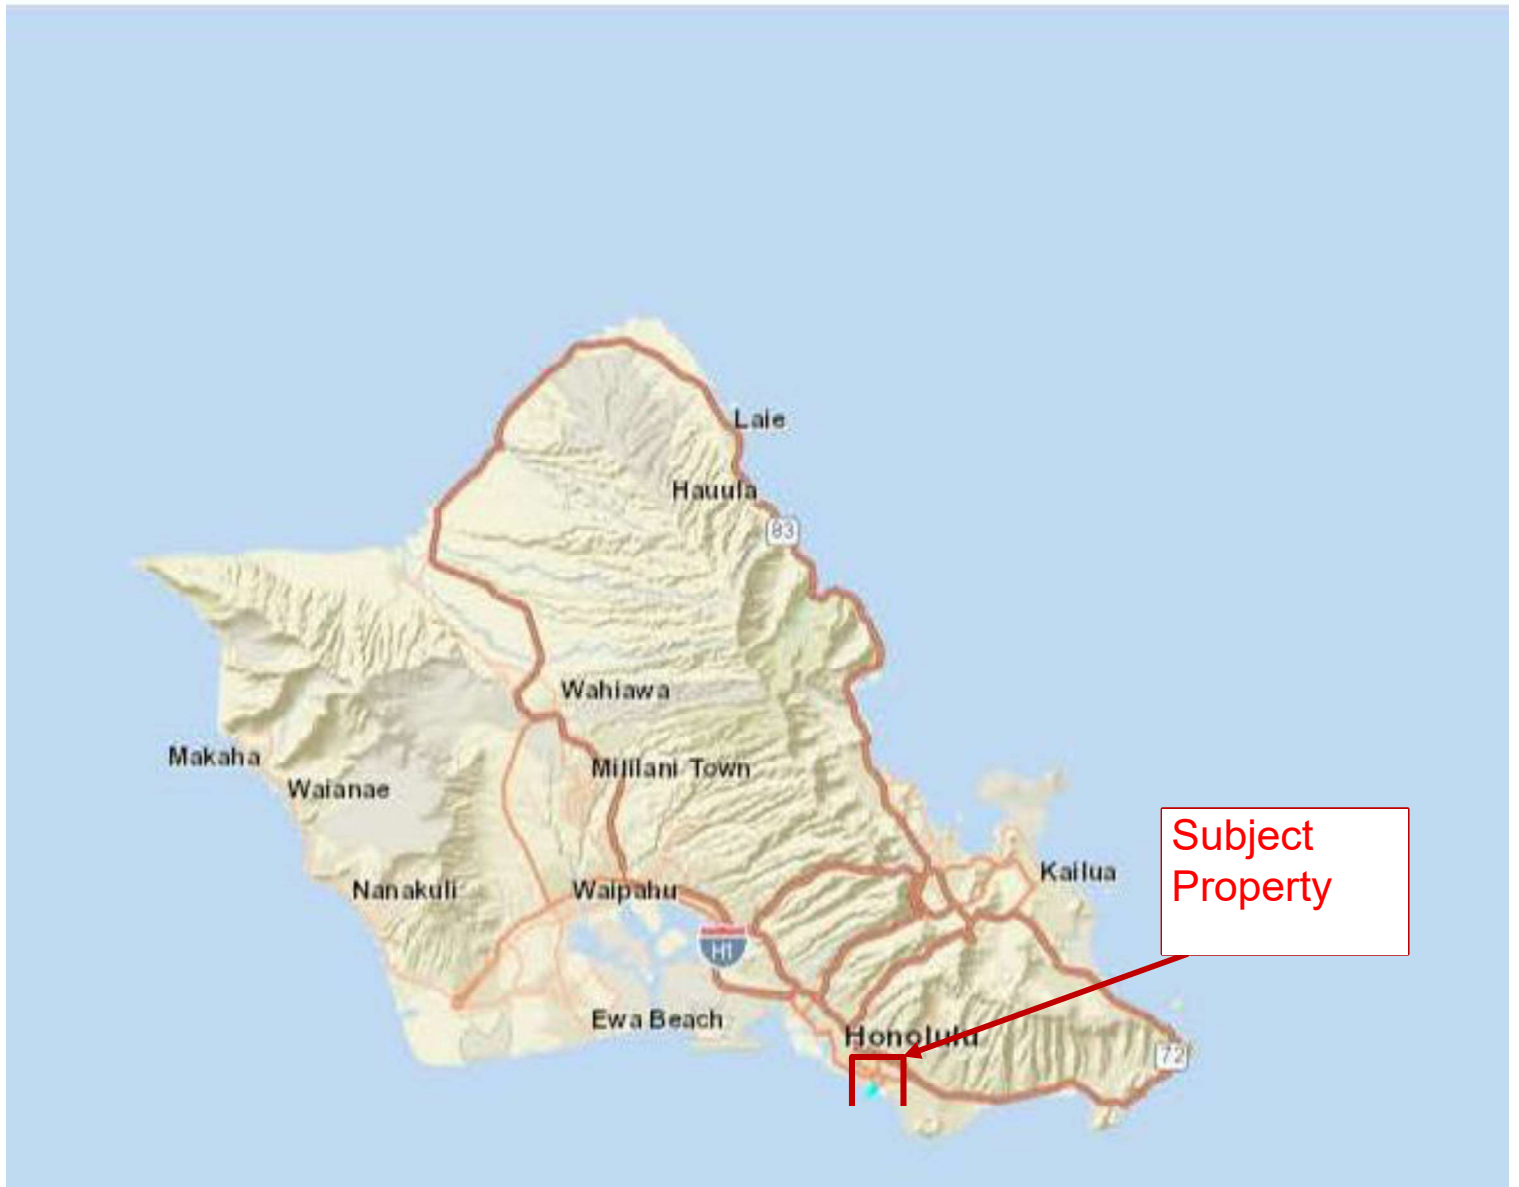 Laie
Hauula
83
Wahiawa
Makaha
Mililani Town
Waianae
Subject
Property
Kailua
Nanakuli
Waipahu
H1
Ewa Beach
Honolulu
72